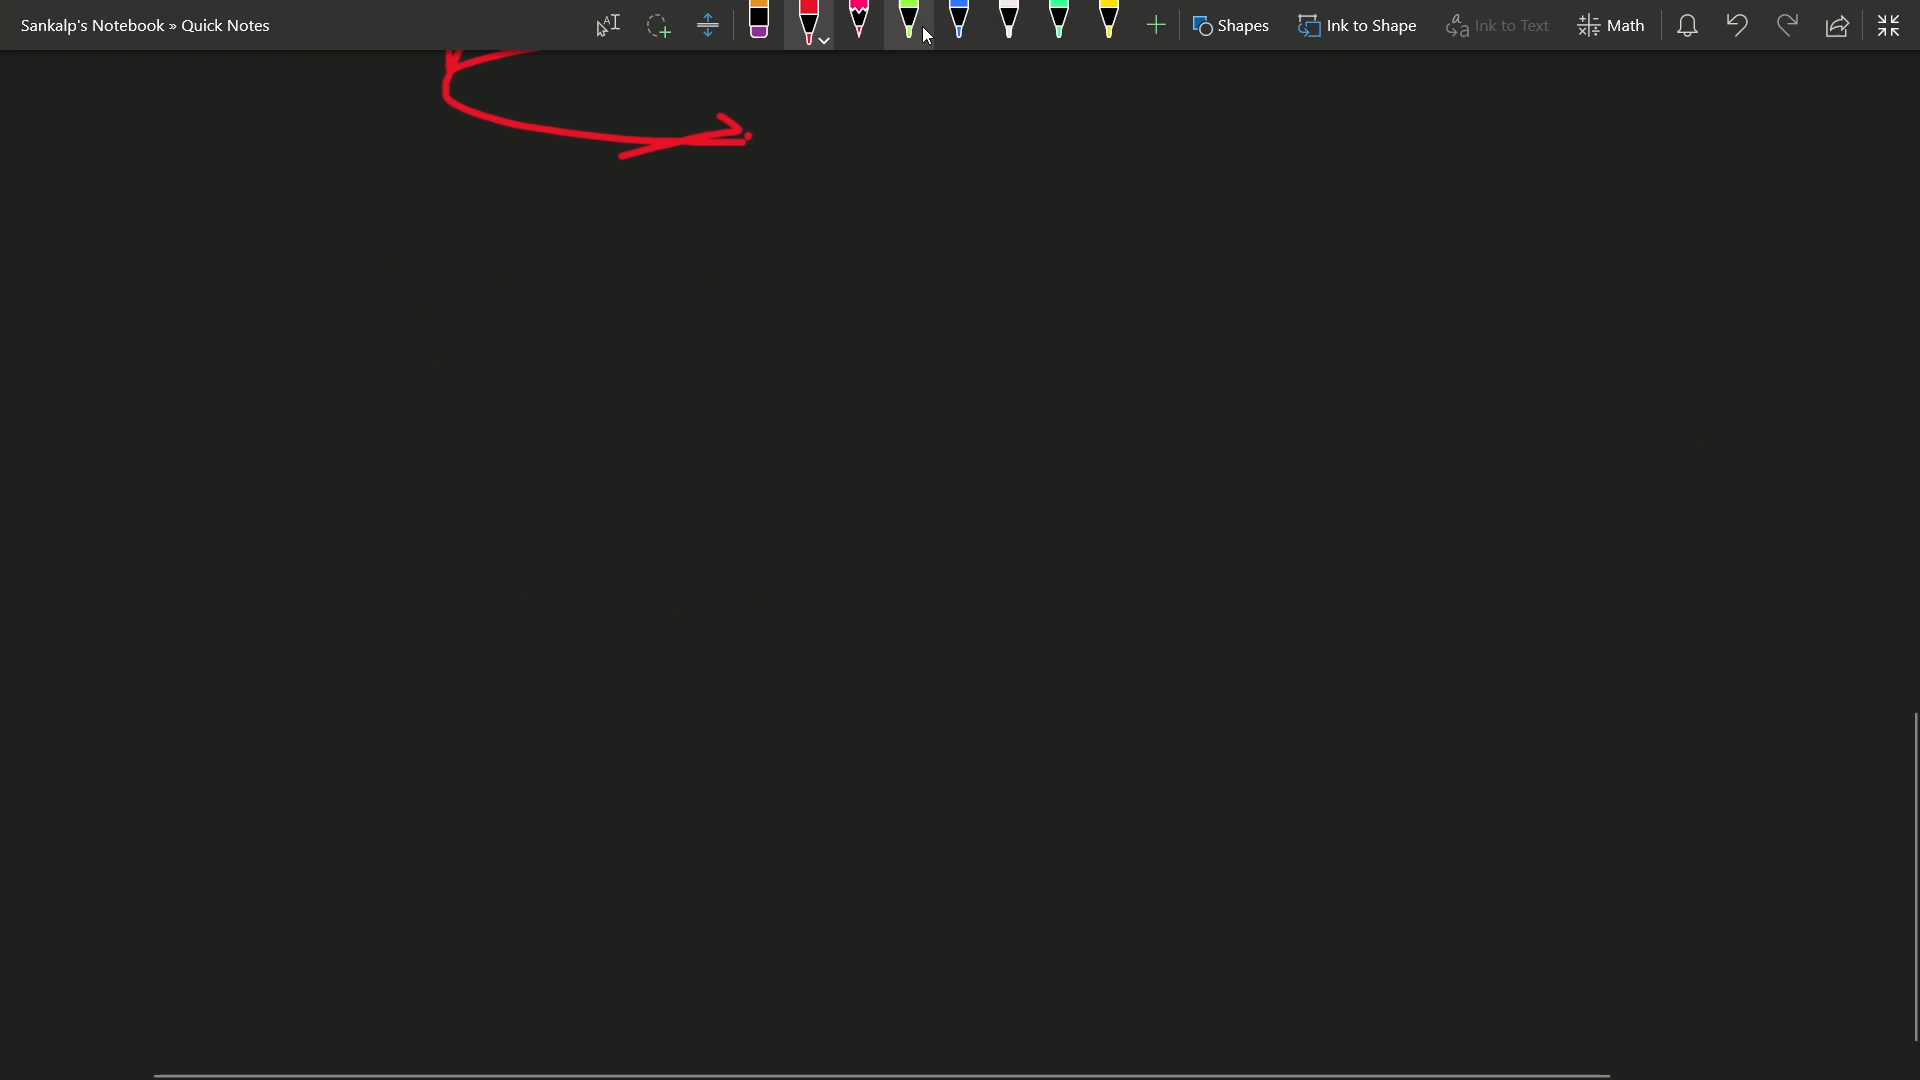 Sankalp's Notebook » Quick Notes
Shapes
Ink to Shape
Ink to Text
Math